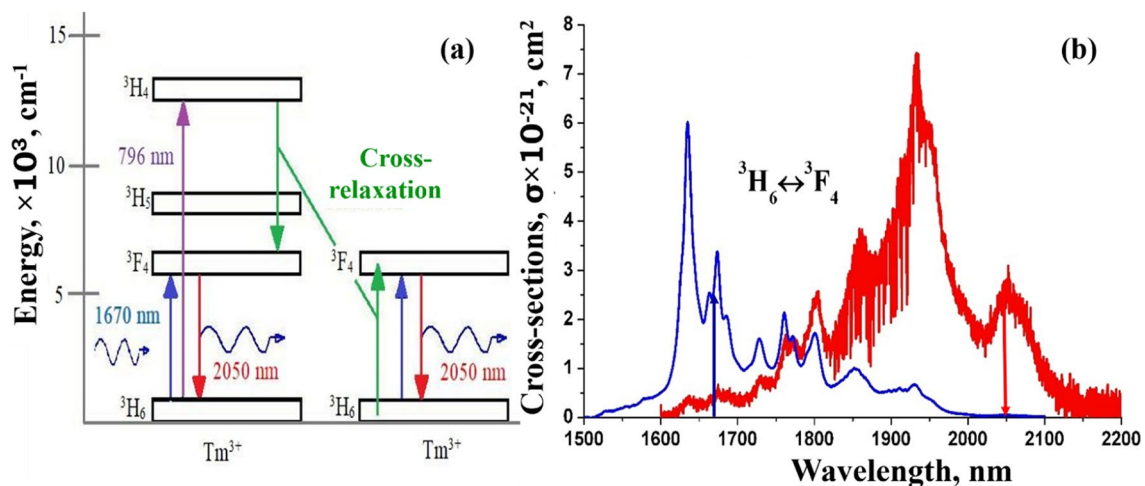 (a)
Energy, ×10³, cm⁻¹
15
10
5
³H₄
796 nm
Cross-
relaxation
³H₅
³F₄
³F₄
1670 nm
2050 nm
2050 nm
³H₆
³H₆
Tm³⁺
Tm³⁺
(b)
Cross-sections, σ×10⁻²¹, cm²
8
7
6
5
4
3
2
1
0
³H₆↔³F₄
1500 1600 1700 1800 1900 2000 2100 2200
Wavelength, nm